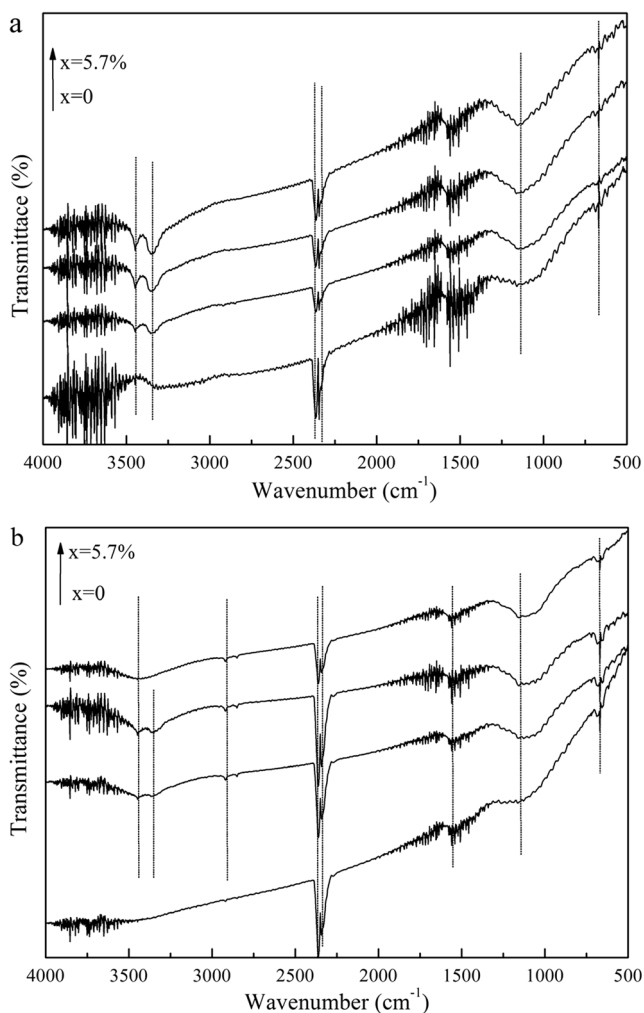 a
x=5.7%
x=0
Transmittace (%)
4000 3500 3000 2500 2000 1500 1000 500
Wavenumber (cm-1)
b
x=5.7%
x=0
Transmittance (%)
4000 3500 3000 2500 2000 1500 1000 500
Wavenumber (cm-1)